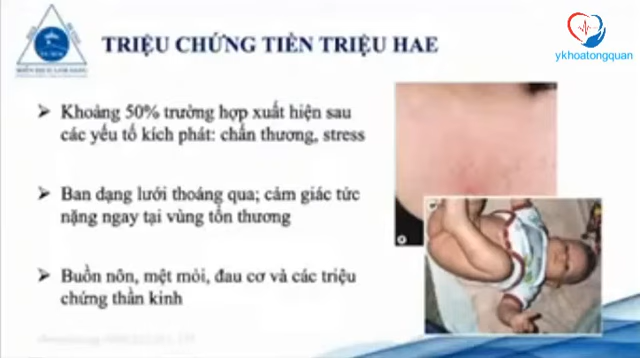 TRIỆU CHỨNG TIỀN TRIỆU HAE
ykhoatongquan
➤ Khoảng 50% trường hợp xuất hiện sau
các yếu tố kích phát: chấn thương, stress
➤ Ban dạng lưới thoáng qua; cảm giác tức
nặng ngay tại vùng tổn thương
➤ Buồn nôn, mệt mỏi, đau cơ và các triệu
chứng thần kinh